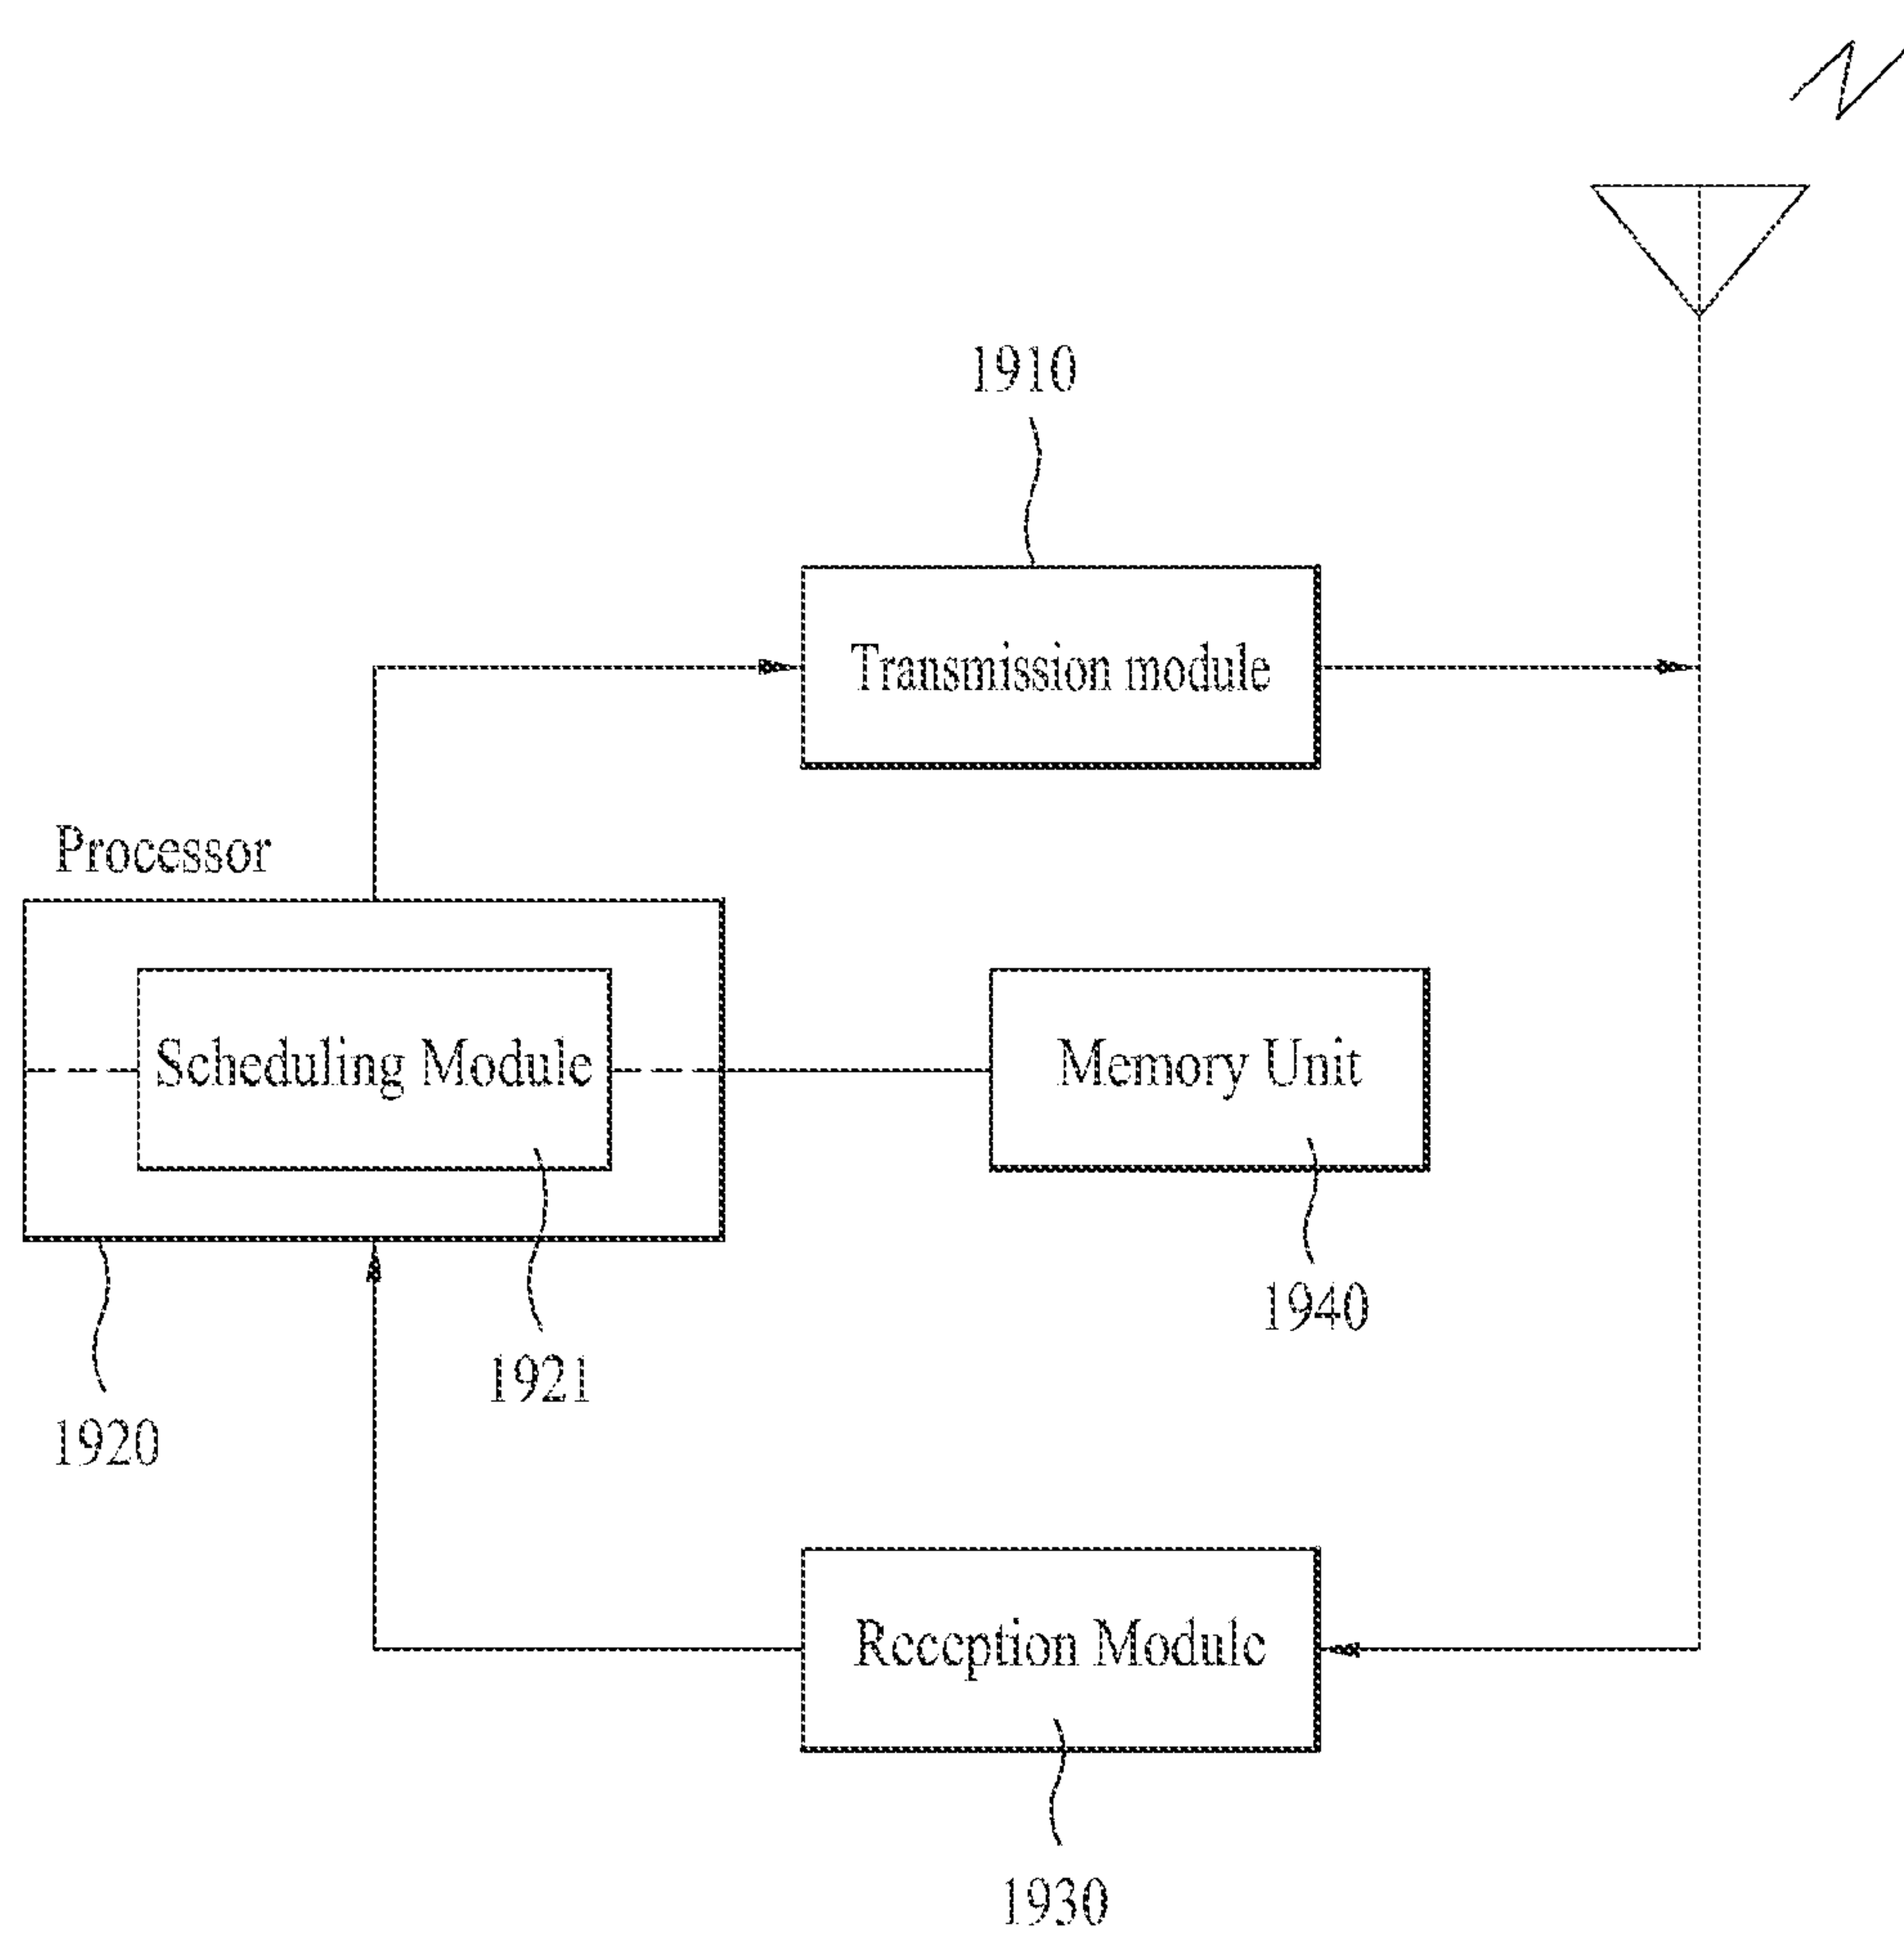 1910
Transmission module
Processor
Scheduling Module
Memory Unit
1940
1921
1920
Reception Module
1930